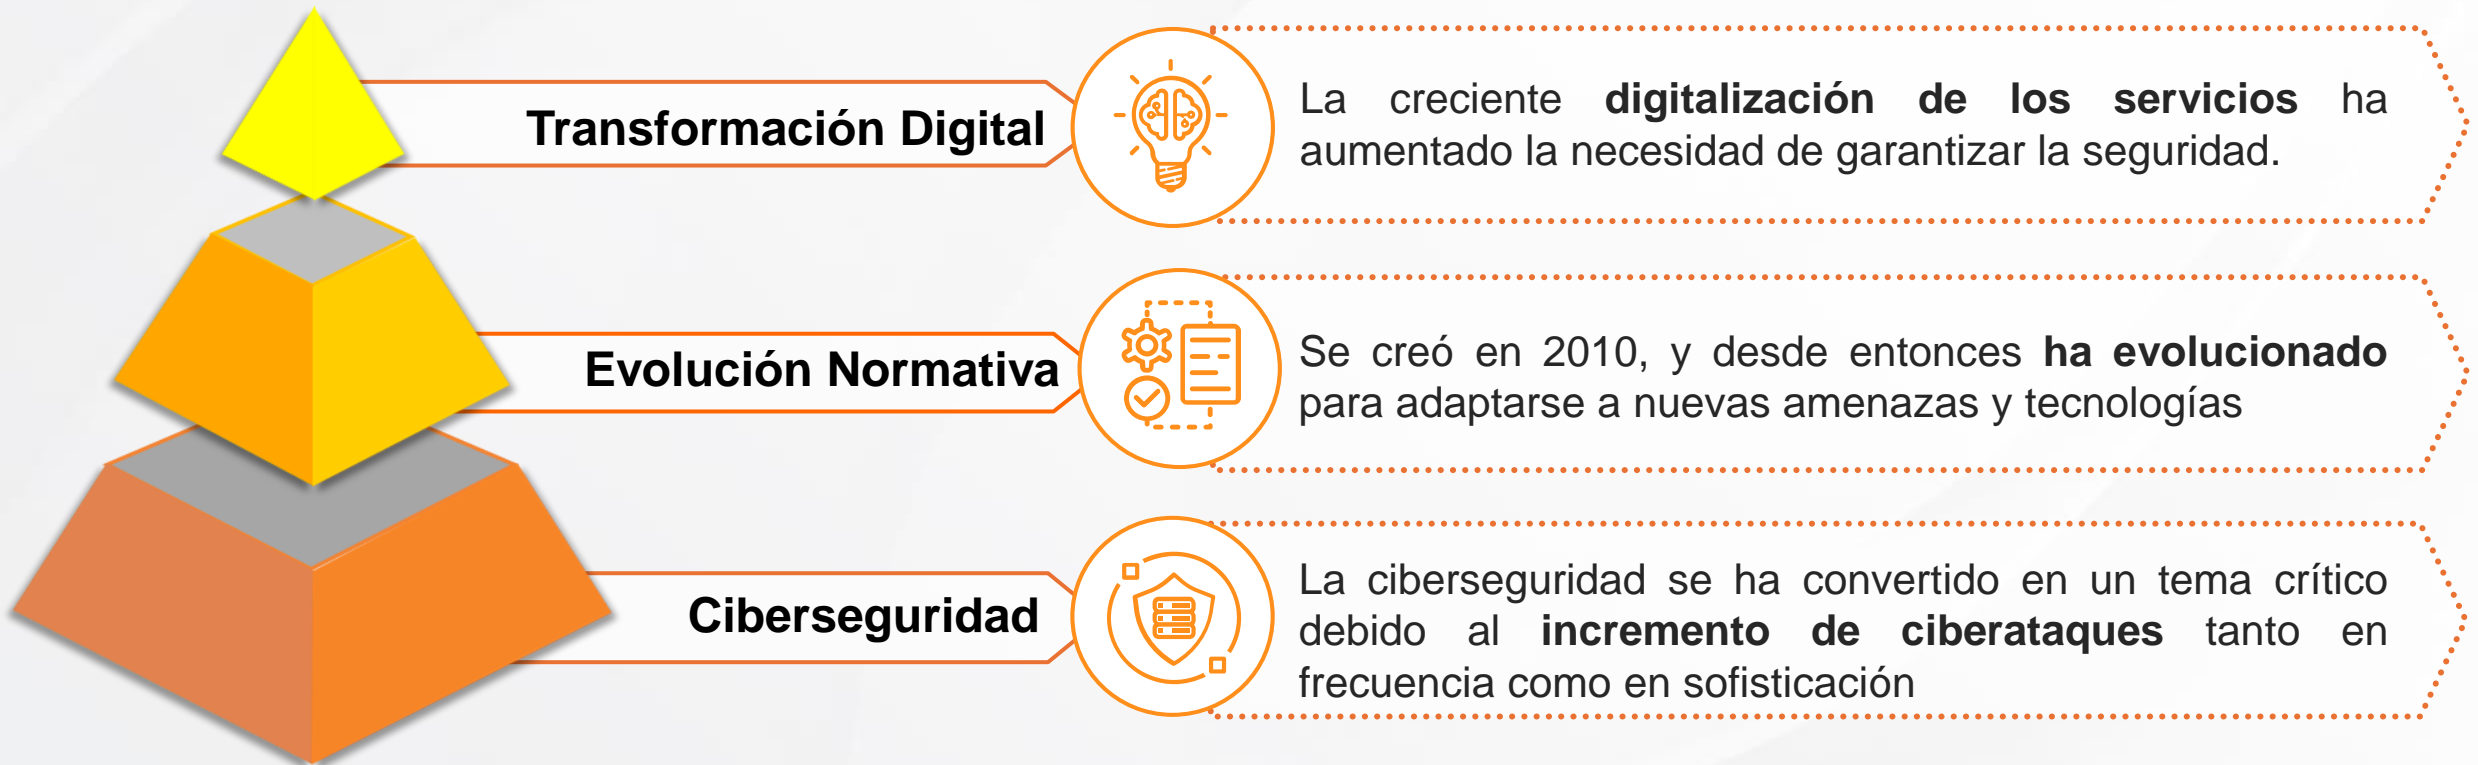 Transformación Digital
La creciente digitalización de los servicios ha
aumentado la necesidad de garantizar la seguridad.
Evolución Normativa
Se creó en 2010, y desde entonces ha evolucionado
para adaptarse a nuevas amenazas y tecnologías
Ciberseguridad
La ciberseguridad se ha convertido en un tema crítico
debido al incremento de ciberataques tanto en
frecuencia como en sofisticación